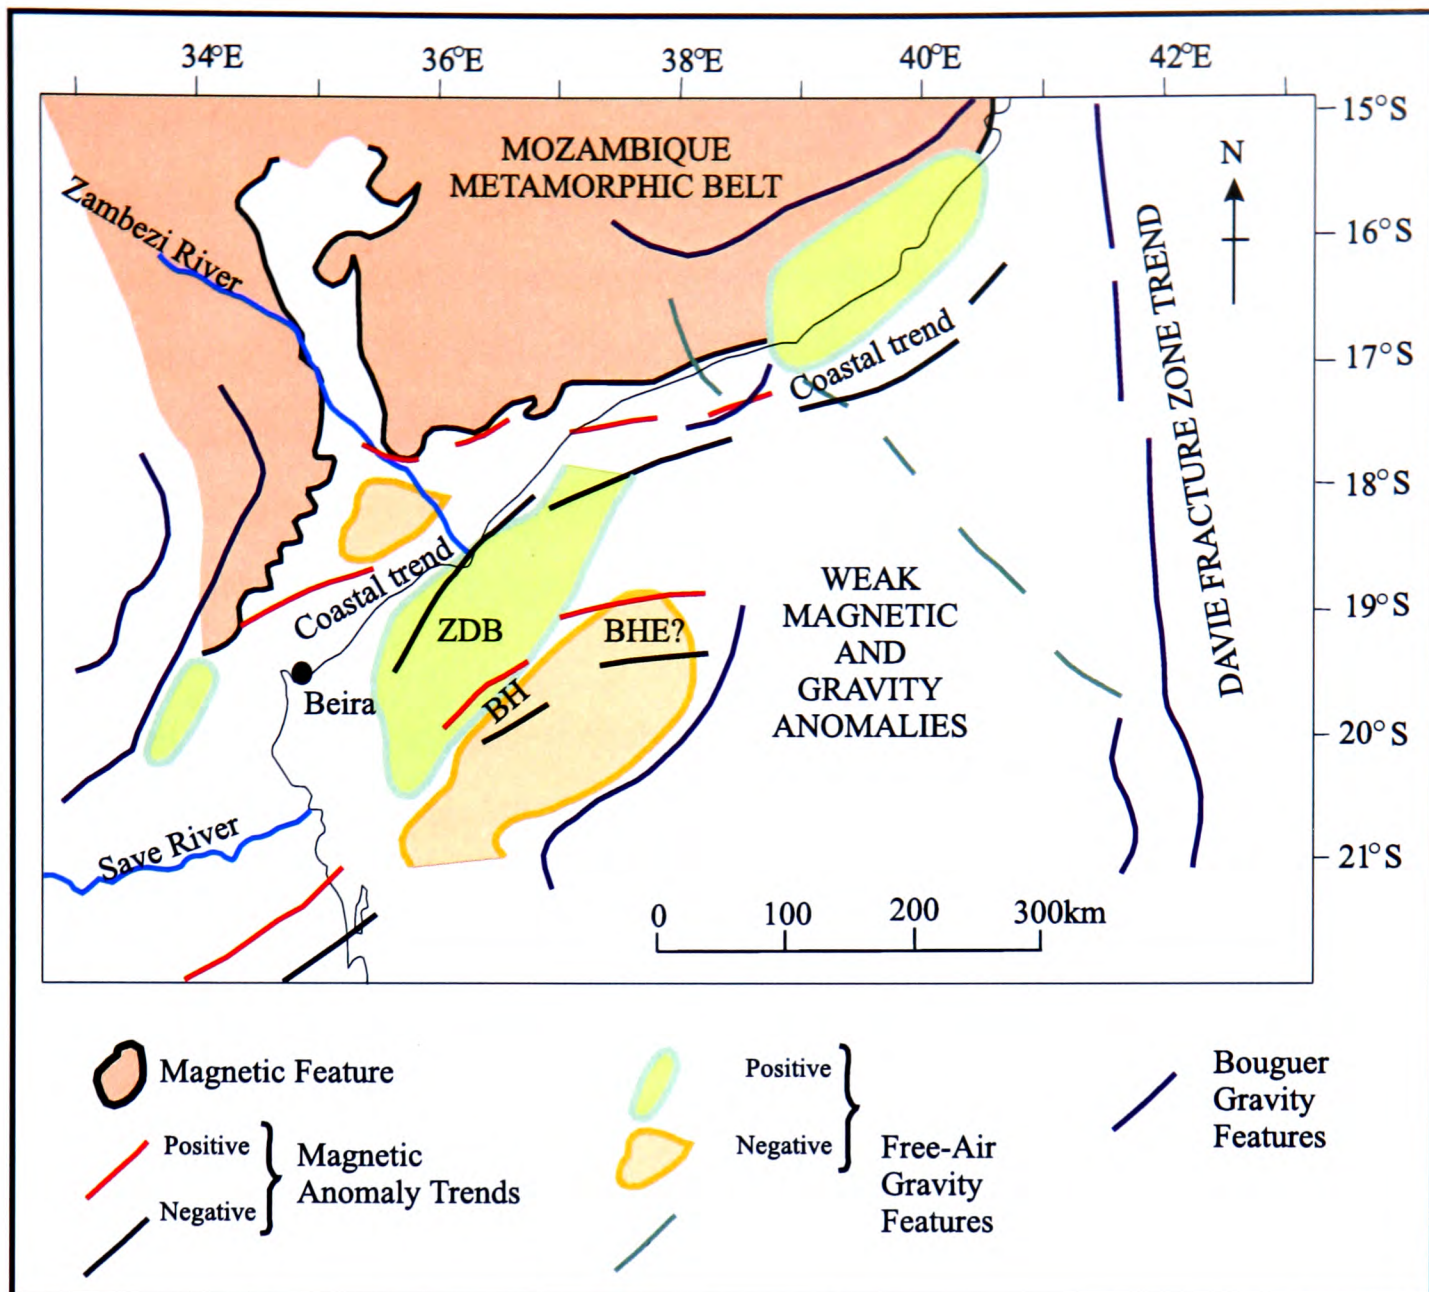 34°E 36°E 38°E 40°E 42°E
15°S
MOZAMBIQUE
METAMORPHIC BELT
N
Zambezi River
16°S
DAVIE FRACTURE ZONE TREND
17°S
Coastal trend
18°S
Coastal trend
WEAK
MAGNETIC
AND
GRAVITY
ANOMALIES
19°S
ZDB
BHE?
BH
Beira
20°S
Save River
21°S
0 100 200 300km
Magnetic Feature
Positive
Negative
Magnetic
Anomaly Trends
Positive
Negative
Free-Air
Gravity
Features
Bouguer
Gravity
Features